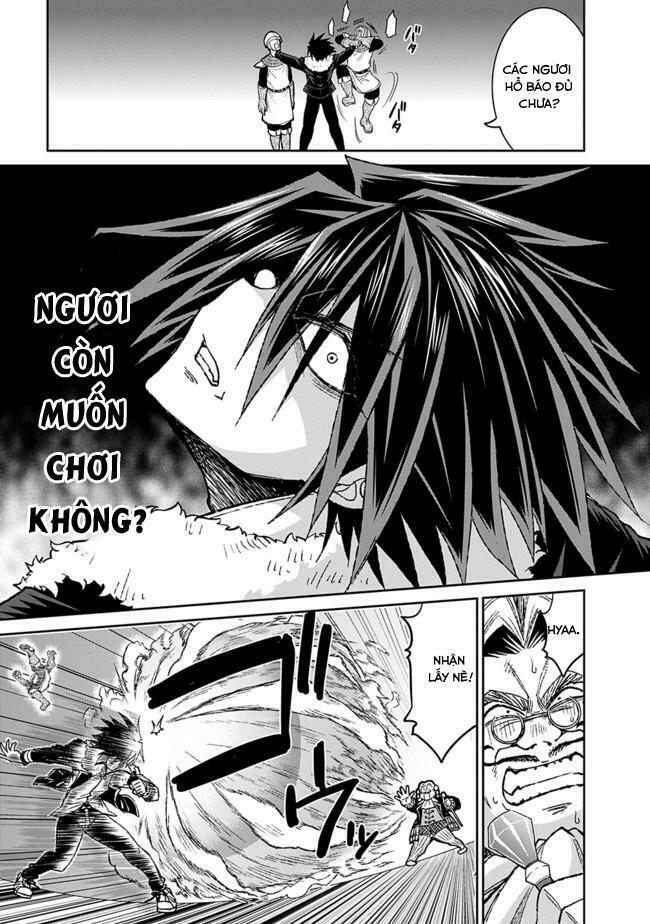 CÁC NGƯƠI
HỔ BÁO ĐỦ
CHƯA?
NGƯƠI
CÒN
MUỐN
CHƠI
KHÔNG?
HYAA.
NHẬN
LẤY NÈ!
ゴウ